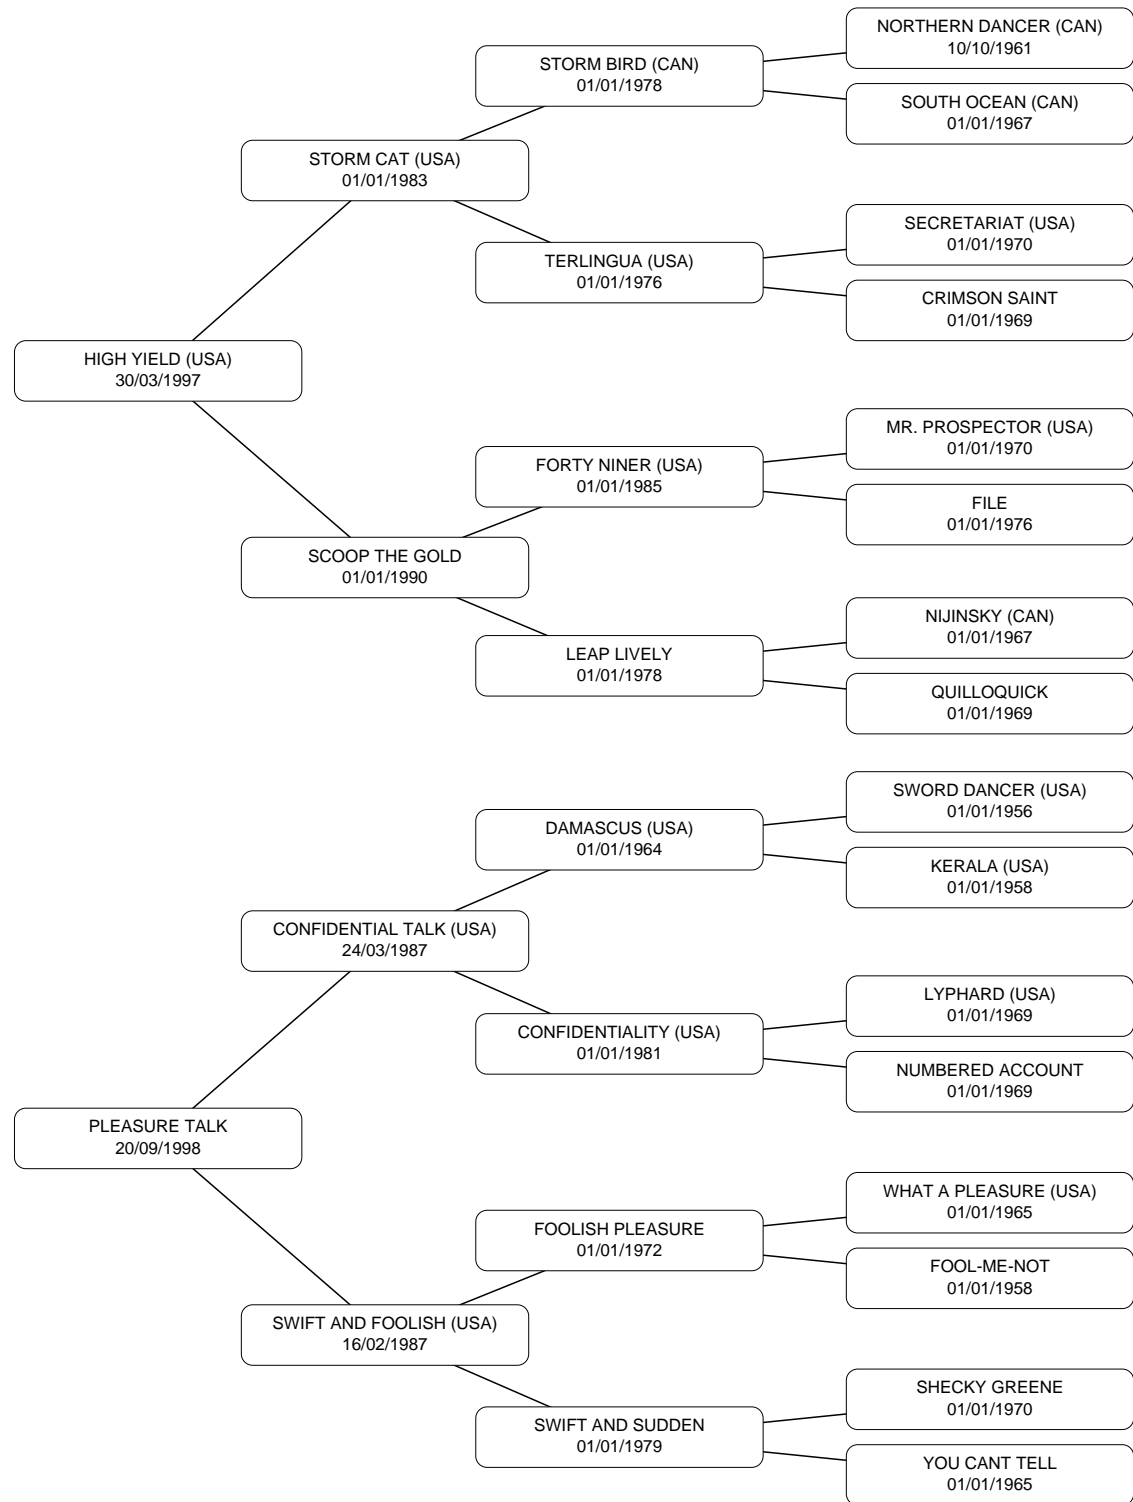 NORTHERN DANCER (CAN)
10/10/1961
STORM BIRD (CAN)
01/01/1978
SOUTH OCEAN (CAN)
01/01/1967
STORM CAT (USA)
01/01/1983
SECRETARIAT (USA)
01/01/1970
TERLINGUA (USA)
01/01/1976
CRIMSON SAINT
01/01/1969
HIGH YIELD (USA)
30/03/1997
MR. PROSPECTOR (USA)
01/01/1970
FORTY NINER (USA)
01/01/1985
FILE
01/01/1976
SCOOP THE GOLD
01/01/1990
NIJINSKY (CAN)
01/01/1967
LEAP LIVELY
01/01/1978
QUILLOQUICK
01/01/1969
SWORD DANCER (USA)
01/01/1956
DAMASCUS (USA)
01/01/1964
KERALA (USA)
01/01/1958
CONFIDENTIAL TALK (USA)
24/03/1987
LYPHARD (USA)
01/01/1969
CONFIDENTIALITY (USA)
01/01/1981
NUMBERED ACCOUNT
01/01/1969
PLEASURE TALK
20/09/1998
WHAT A PLEASURE (USA)
01/01/1965
FOOLISH PLEASURE
01/01/1972
FOOL-ME-NOT
01/01/1958
SWIFT AND FOOLISH (USA)
16/02/1987
SHECKY GREENE
01/01/1970
SWIFT AND SUDDEN
01/01/1979
YOU CANT TELL
01/01/1965